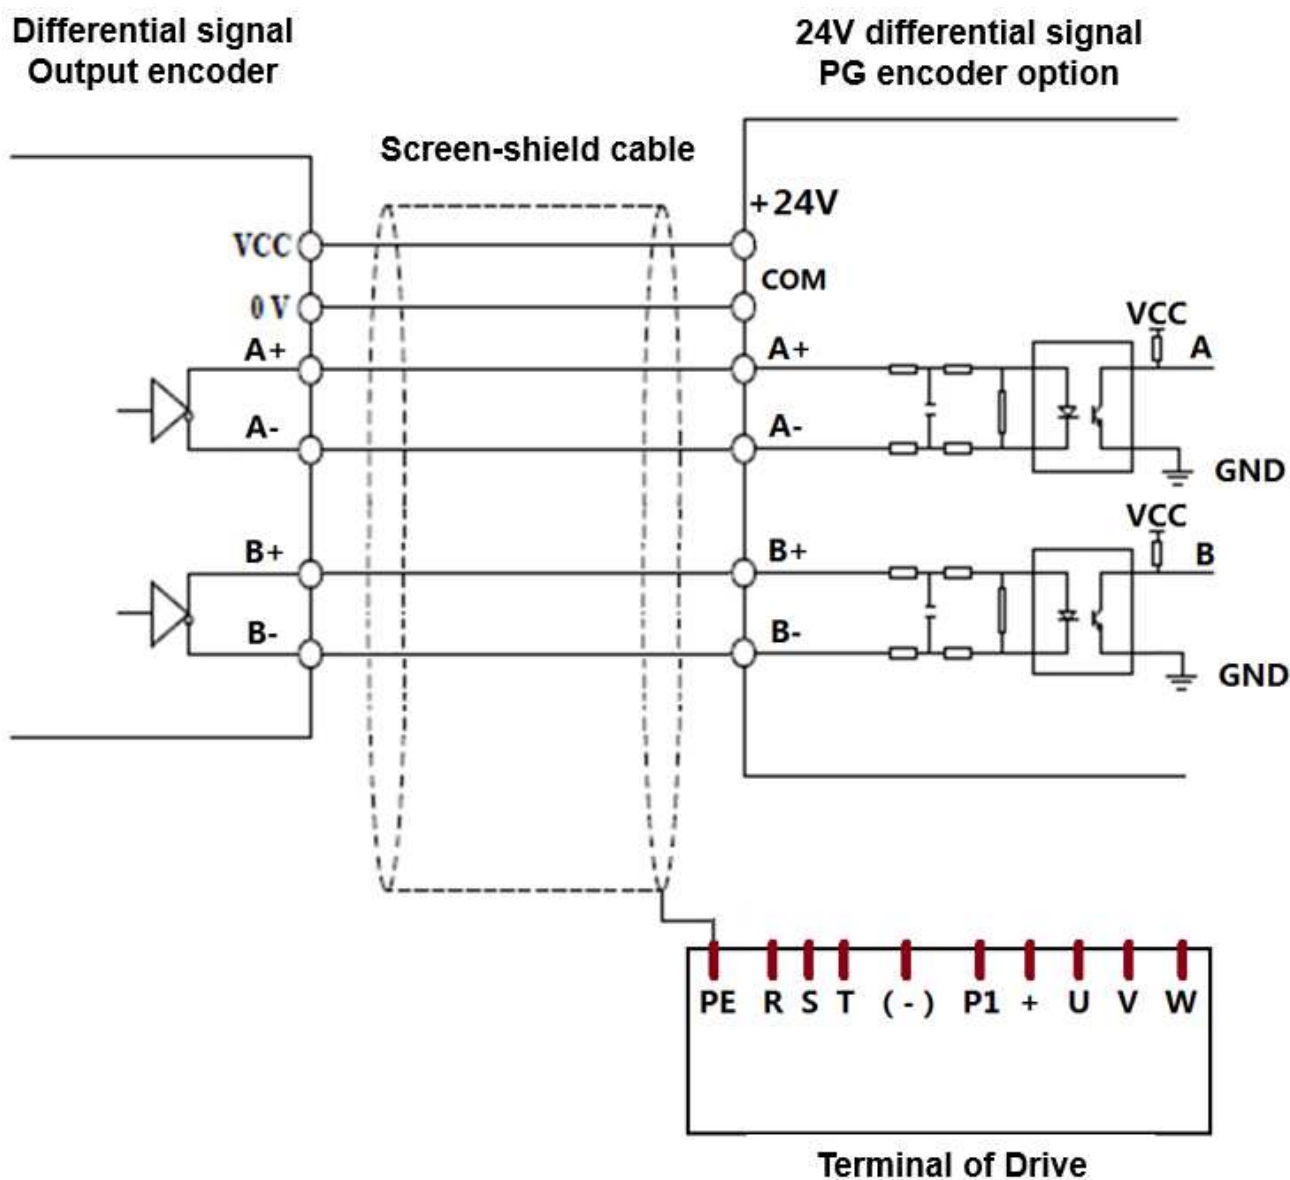 Differential signal
Output encoder
24V differential signal
PG encoder option
Screen-shield cable
+24V
VCC
COM
0 V
VCC
A+
A+
A
A-
A-
GND
VCC
B+
B+
B
B-
B-
GND
PE R S T (-) P1 + U V W
Terminal of Drive